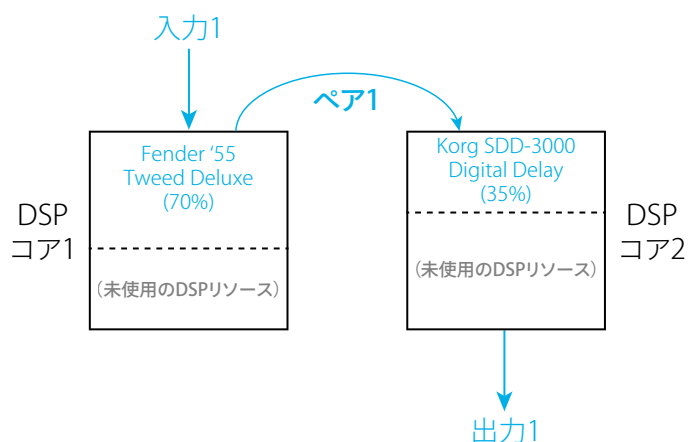 入力1
ペア1
DSP
コア1
Fender ‘55
Tweed Deluxe
(70%)
(未使用のDSPリソース)
Korg SDD-3000
Digital Delay
(35%)
(未使用のDSPリソース)
DSP
コア2
出力1